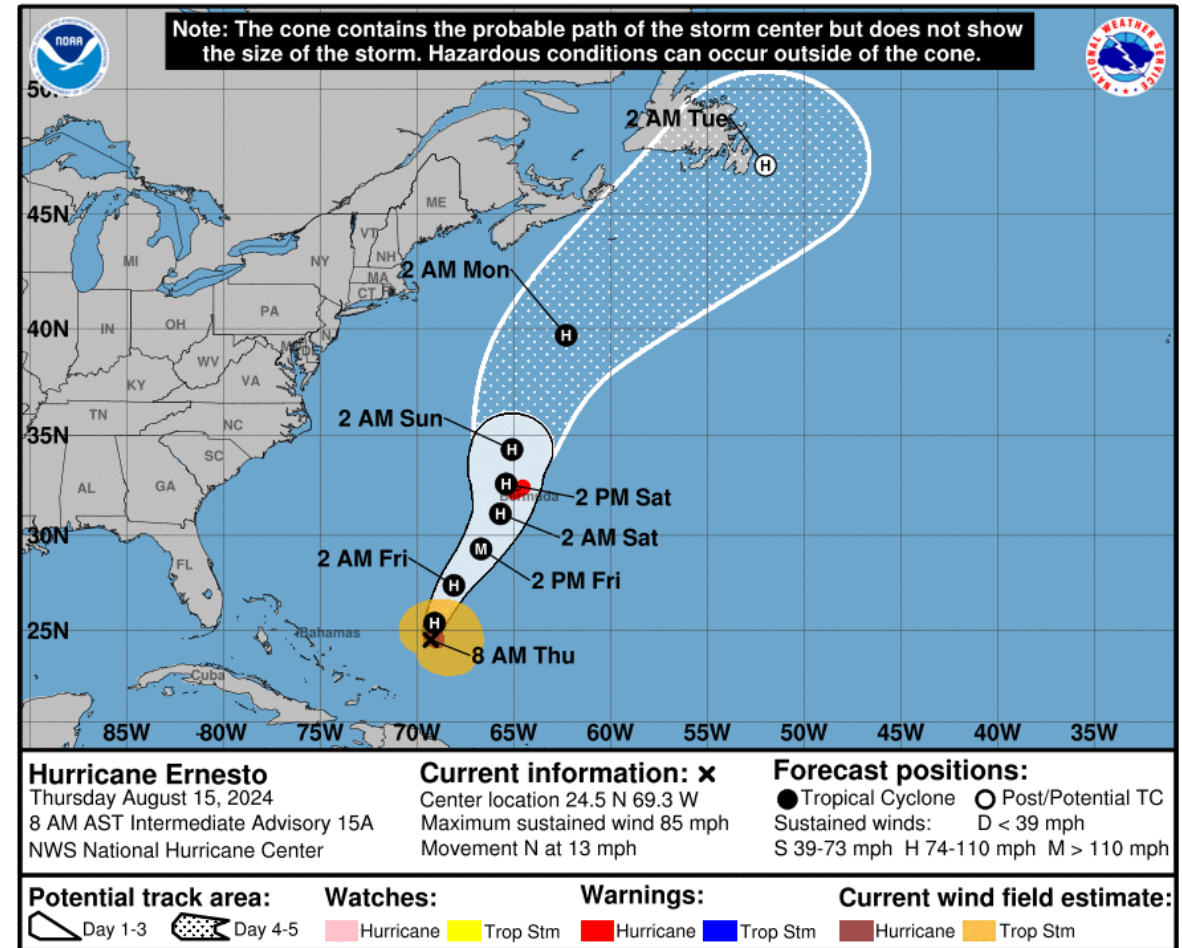 Note: The cone contains the probable path of the storm center but does not show
the size of the storm. Hazardous conditions can occur outside of the cone.
NOAA
NATIONAL WEATHER SERVICE
50N
2 AM Tue
H
ME
45N
VT
NH
MI
NY
MA
2 AM Mon
CT
PA
40N
IN
OH
H
WV
DE
KY
VA
2 AM Sun
TN
NC
35N
H
SC
H
2 PM Sat
Bermuda
AL
GA
H
2 AM Sat
30N
M
2 AM Fri
FL
2 PM Fri
H
H
25N
Bahamas
8 AM Thu
Cuba
85W
80W
75W
70W
65W
60W
55W
50W
45W
40W
35W
Hurricane Ernesto
Thursday August 15, 2024
8 AM AST Intermediate Advisory 15A
NWS National Hurricane Center
Current information: x
Center location 24.5 N 69.3 W
Maximum sustained wind 85 mph
Movement N at 13 mph
Forecast positions:
Tropical Cyclone Post/Potential TC
Sustained winds: D < 39 mph
S 39-73 mph H 74-110 mph M > 110 mph
Potential track area:
Day 1-3 Day 4-5
Watches:
Hurricane Trop Stm
Warnings:
Hurricane Trop Stm
Current wind field estimate:
Hurricane Trop Stm